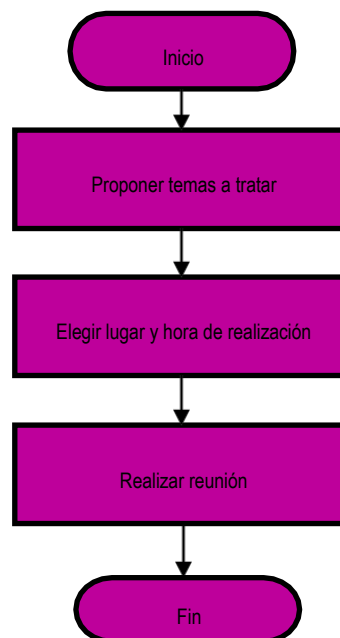 Inicio
Proponer temas a tratar
Elegir lugar y hora de realización
Realizar reunión
Fin